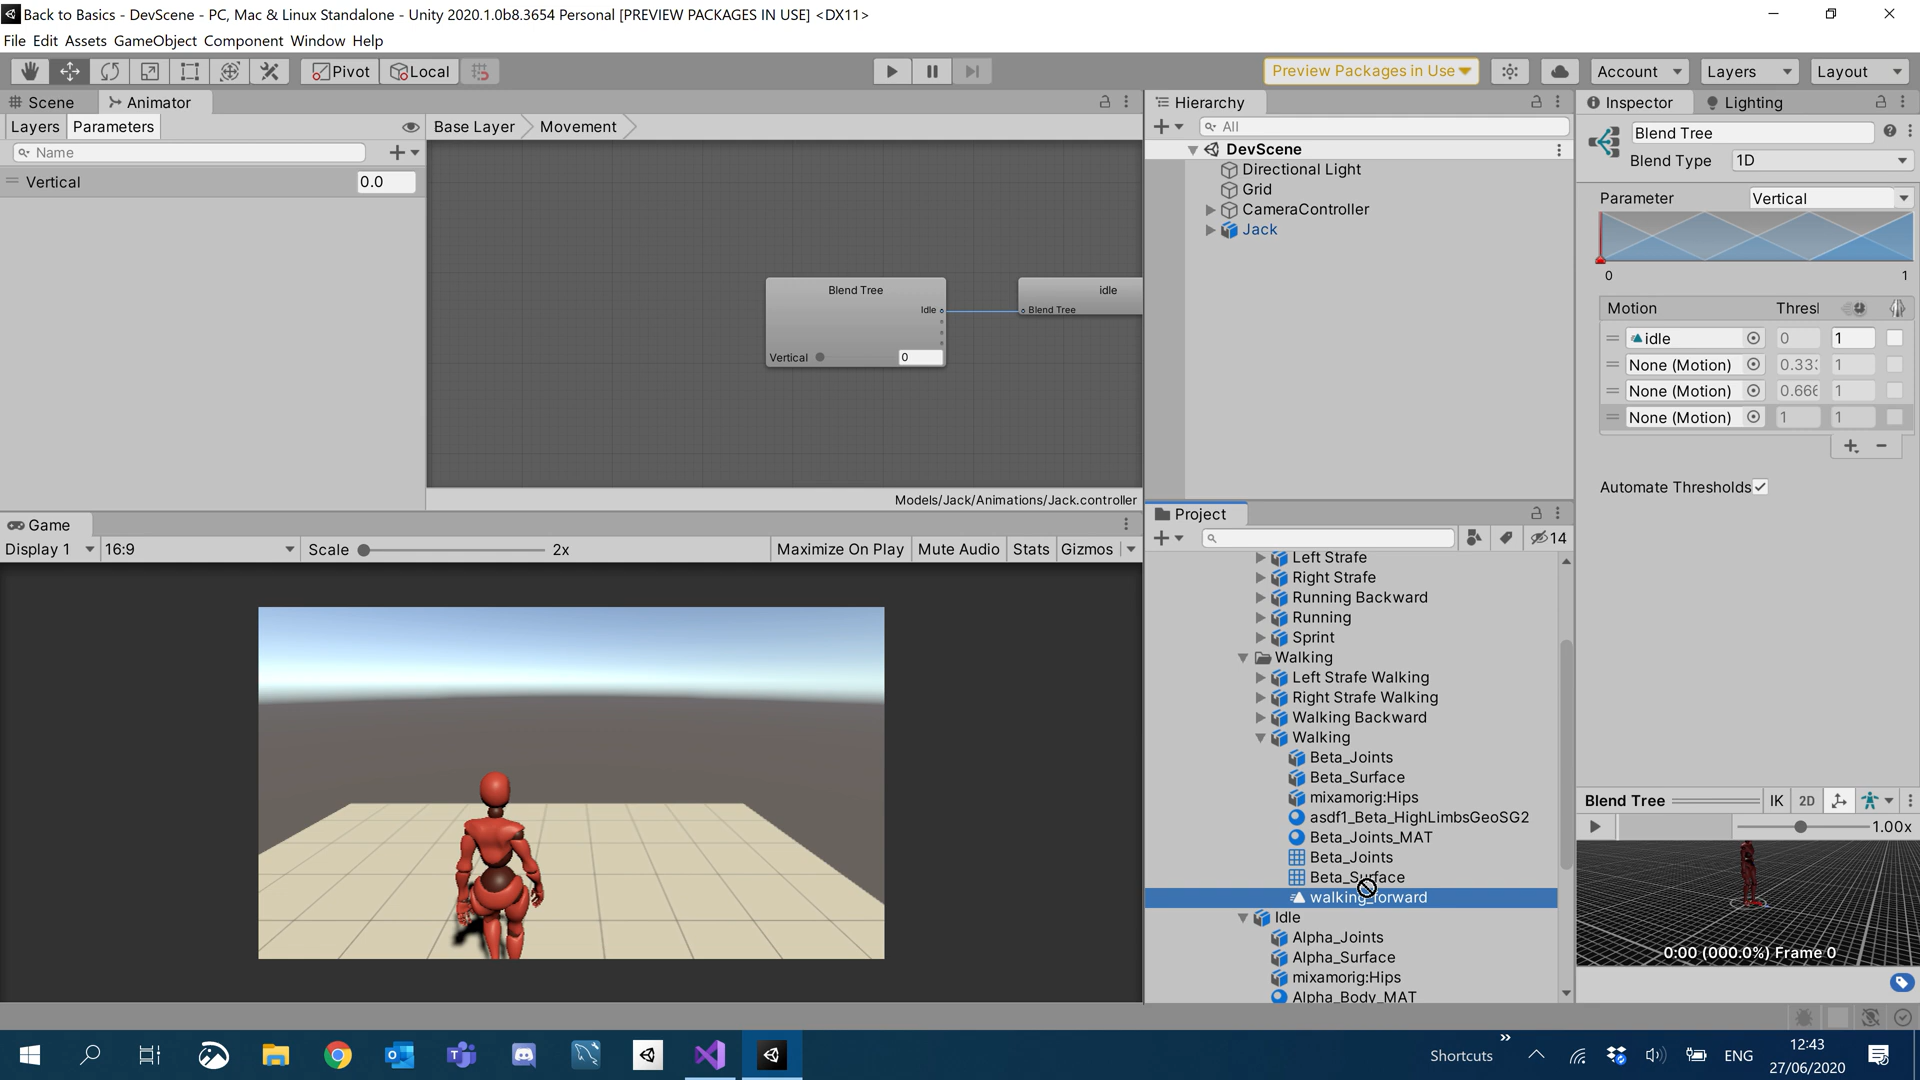 Back to Basics - DevScene - PC, Mac & Linux Standalone - Unity 2020.1.0b8.3654 Personal [PREVIEW PACKAGES IN USE] <DX11>
File Edit Assets GameObject Component Window Help
Pivot Local
Preview Packages in Use Account Layers Layout
Scene Animator
Layers Parameters
Base Layer Movement
Name
Vertical 0.0
Blend Tree
Idle
Vertical 0
idle
Blend Tree
Models/Jack/Animations/Jack.controller
Game
Display 1 16:9 Scale 2x Maximize On Play Mute Audio Stats Gizmos
Hierarchy
All
DevScene
Directional Light
Grid
CameraController
Jack
Project
14
Left Strafe
Right Strafe
Running Backward
Running
Sprint
Walking
Left Strafe Walking
Right Strafe Walking
Walking Backward
Walking
Beta_Joints
Beta_Surface
mixamorig:Hips
asdf1_Beta_HighLimbsGeoSG2
Beta_Joints_MAT
Beta_Joints
Beta_Surface
walking_forward
Idle
Alpha_Joints
Alpha_Surface
mixamorig:Hips
Alpha_Body_MAT
Inspector Lighting
Blend Tree
Blend Type 1D
Parameter Vertical
0 1
Motion Thresl
idle 0 1
None (Motion) 0.33: 1
None (Motion) 0.666 1
None (Motion) 1 1
Automate Thresholds
Blend Tree IK 2D
1.00x
0:00 (000.0%) Frame 0
Shortcuts ENG
12:43
27/06/2020